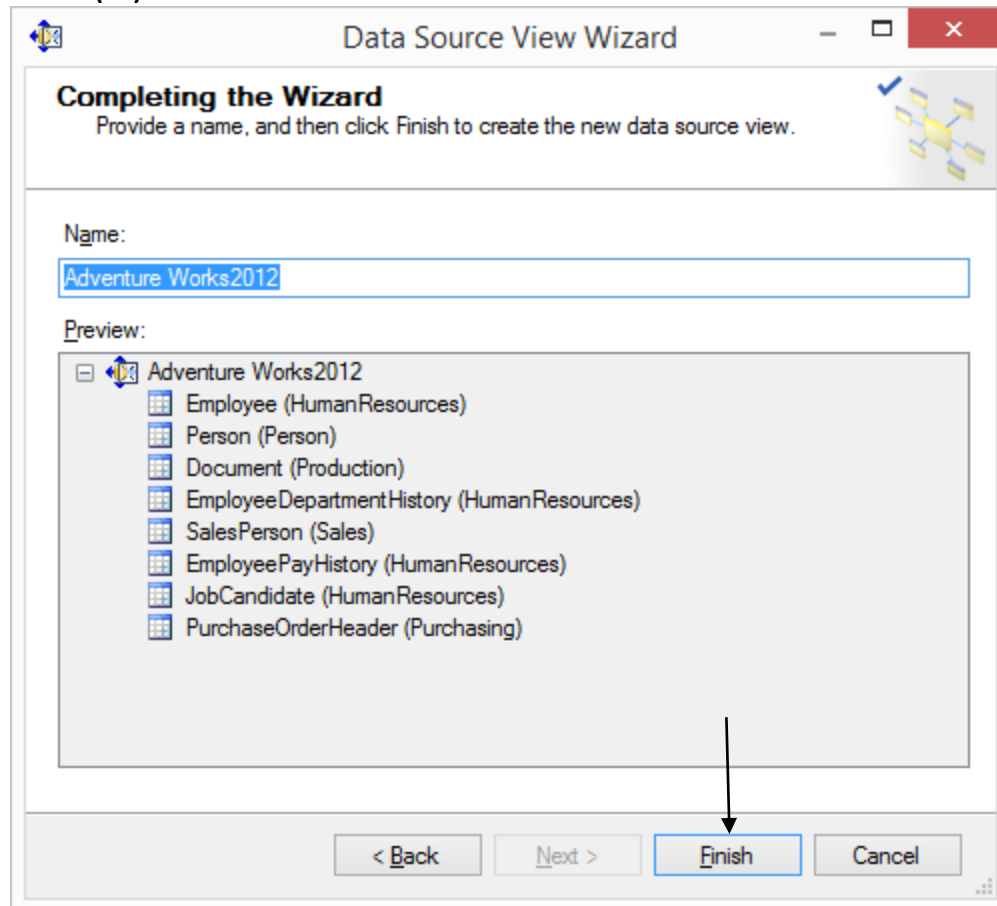 Data Source View Wizard
Completing the Wizard
Provide a name, and then click Finish to create the new data source view.
Name:
Adventure Works2012
Preview:
Adventure Works2012
Employee (HumanResources)
Person (Person)
Document (Production)
EmployeeDepartmentHistory (HumanResources)
SalesPerson (Sales)
EmployeePayHistory (HumanResources)
JobCandidate (HumanResources)
PurchaseOrderHeader (Purchasing)
< Back Next > Finish Cancel